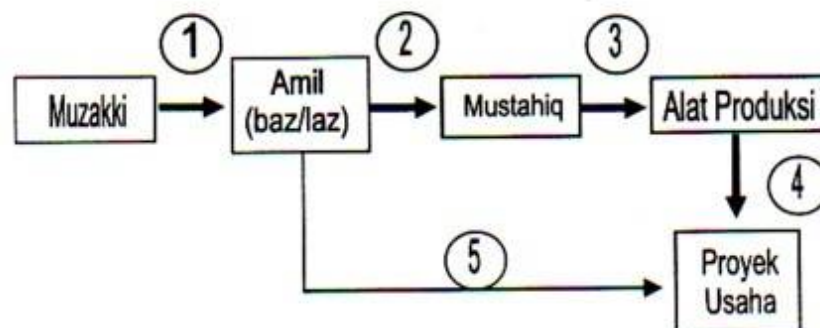 1
2
3
Muzakki
Amil
(baz/laz)
Mustahiq
Alat Produksi
4
5
Proyek
Usaha